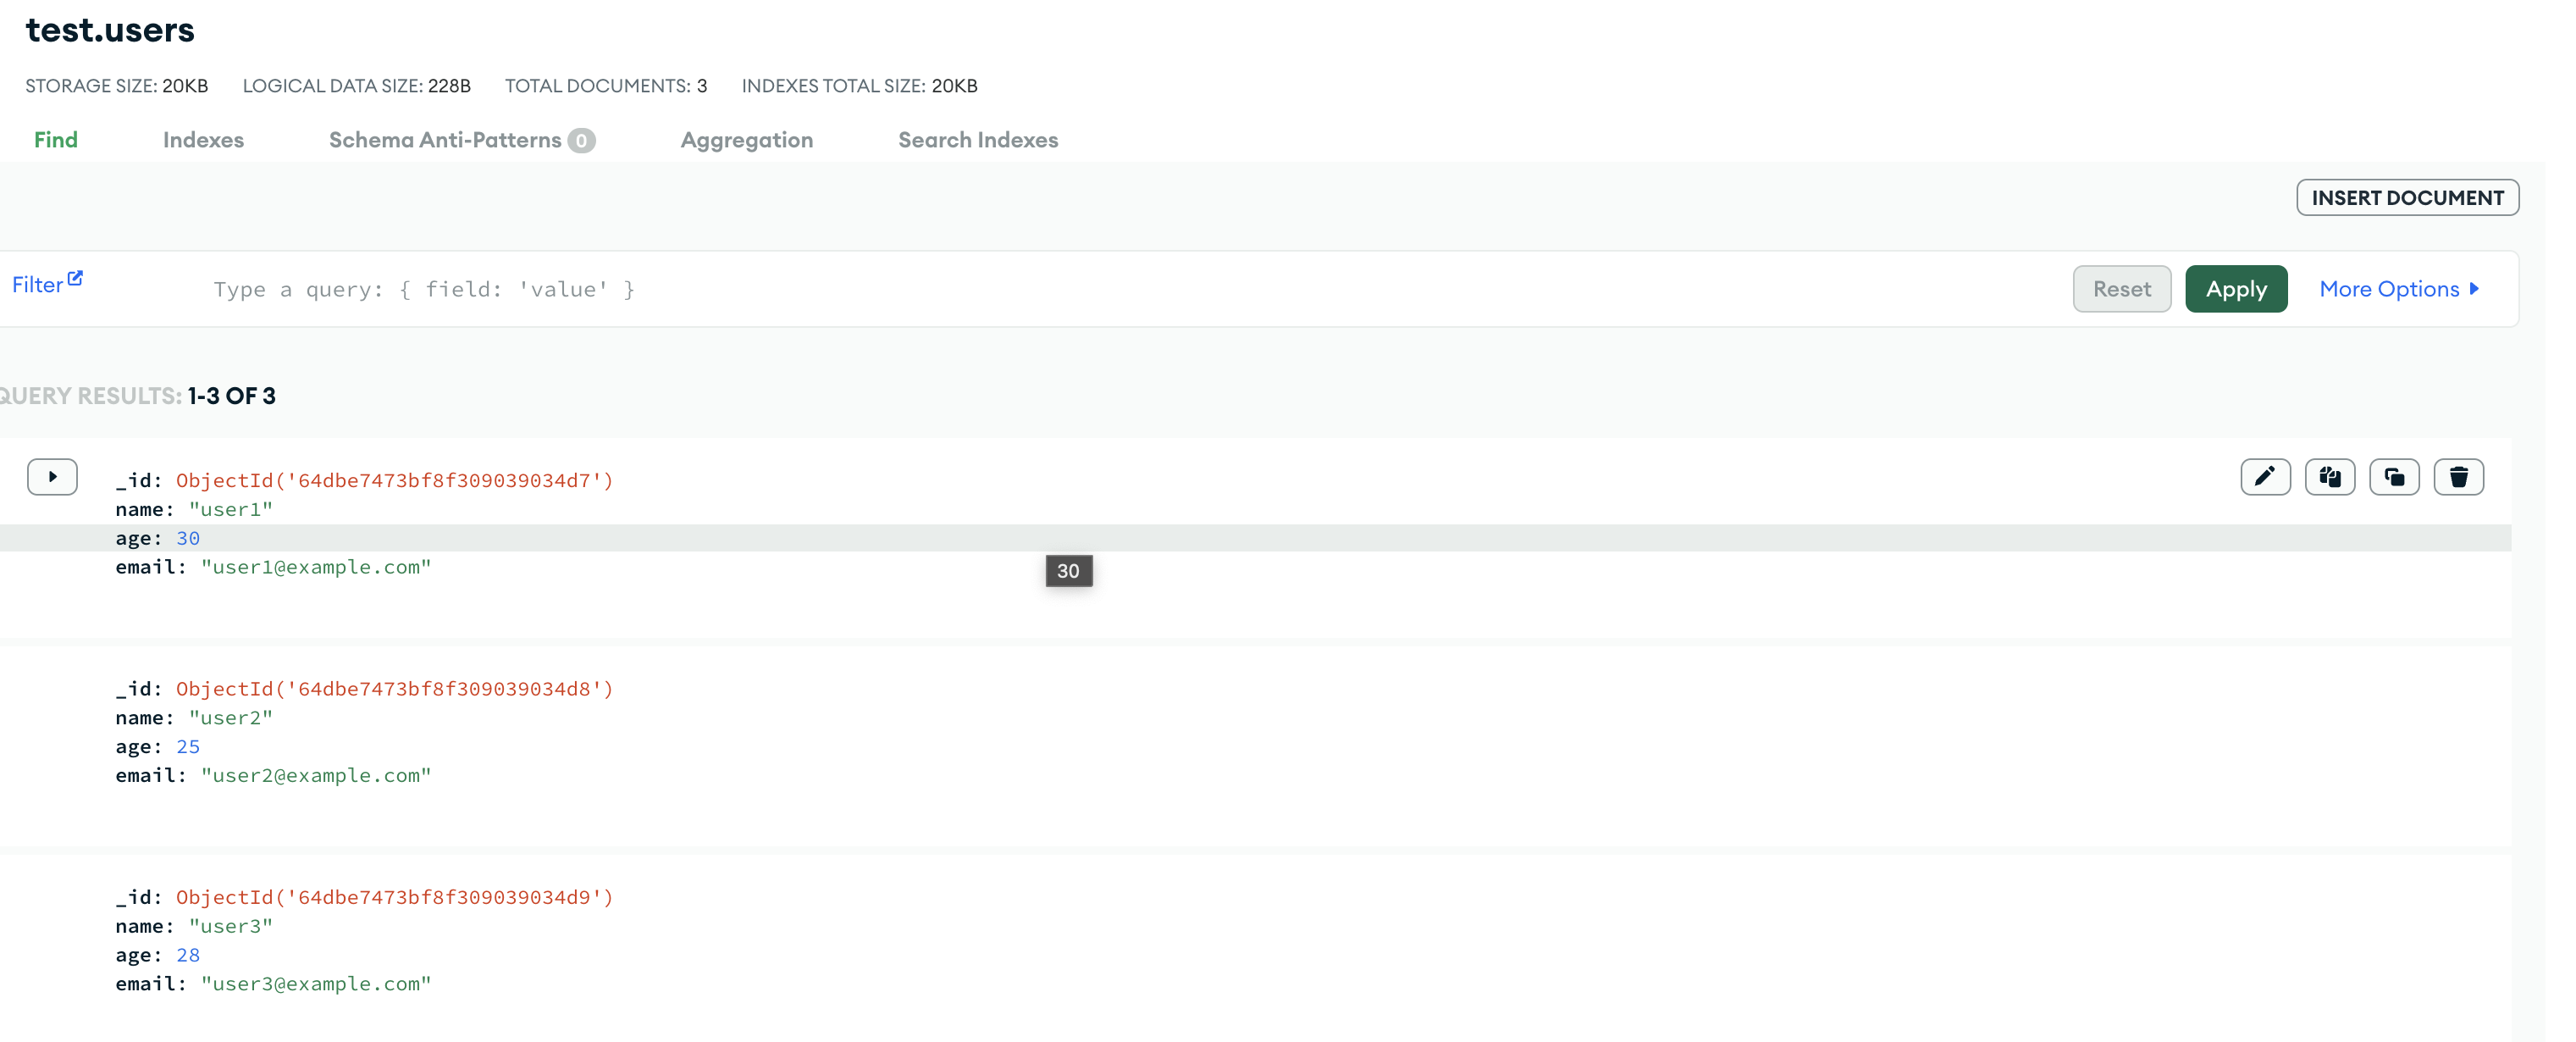 test.users
STORAGE SIZE: 20KB LOGICAL DATA SIZE: 228B TOTAL DOCUMENTS: 3 INDEXES TOTAL SIZE: 20KB
Find Indexes Schema Anti-Patterns 0 Aggregation Search Indexes
INSERT DOCUMENT
Filter Type a query: { field: 'value' } Reset Apply More Options
QUERY RESULTS: 1-3 OF 3
_id: ObjectId('64dbe7473bf8f309039034d7')
name: "user1"
age: 30
email: "user1@example.com"
30
_id: ObjectId('64dbe7473bf8f309039034d8')
name: "user2"
age: 25
email: "user2@example.com"
_id: ObjectId('64dbe7473bf8f309039034d9')
name: "user3"
age: 28
email: "user3@example.com"